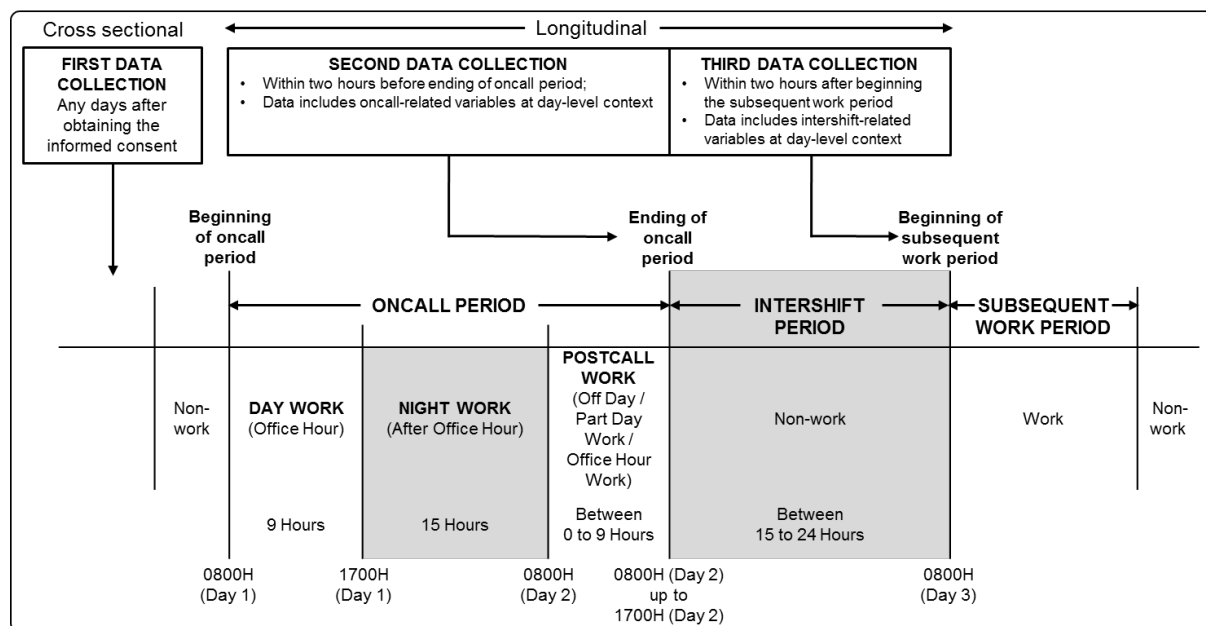 Cross sectional
Longitudinal
FIRST DATA
COLLECTION
Any days after
obtaining the
informed consent
SECOND DATA COLLECTION
• Within two hours before ending of oncall period;
• Data includes oncall-related variables at day-level context
THIRD DATA COLLECTION
• Within two hours after beginning
the subsequent work period
• Data includes intershift-related
variables at day-level context
Beginning
of oncall
period
Ending of
oncall
period
Beginning of
subsequent
work period
ONCALL PERIOD
INTERSHIFT
PERIOD
SUBSEQUENT
WORK PERIOD
Non-
work
DAY WORK
(Office Hour)
NIGHT WORK
(After Office Hour)
POSTCALL
WORK
(Off Day /
Part Day
Work /
Office Hour
Work)
Non-work
Work
Non-
work
9 Hours
15 Hours
Between
0 to 9 Hours
Between
15 to 24 Hours
0800H
(Day 1)
1700H
(Day 1)
0800H
(Day 2)
0800H (Day 2)
up to
1700H (Day 2)
0800H
(Day 3)